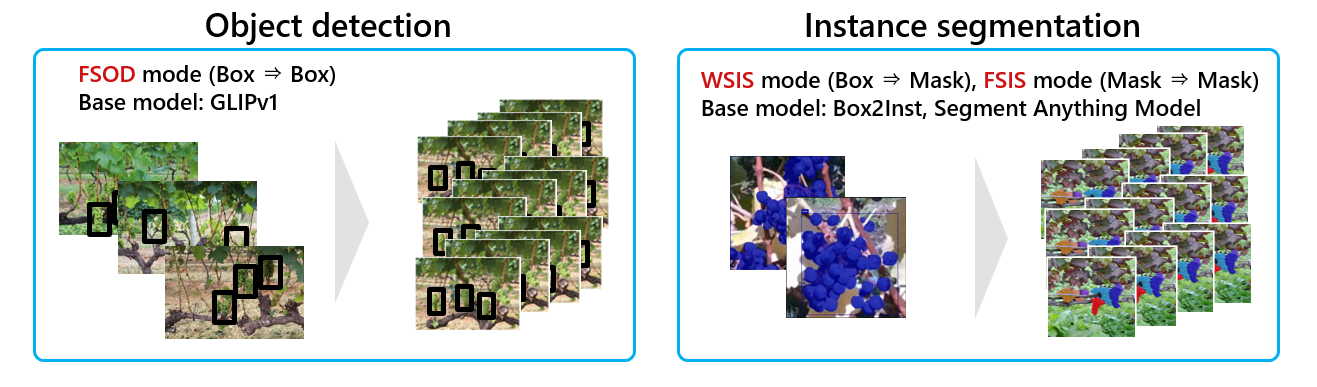 Object detection
FSOD mode (Box ⇒ Box)
Base model: GLIPv1
Instance segmentation
WSIS mode (Box ⇒ Mask), FSIS mode (Mask ⇒ Mask)
Base model: Box2Inst, Segment Anything Model